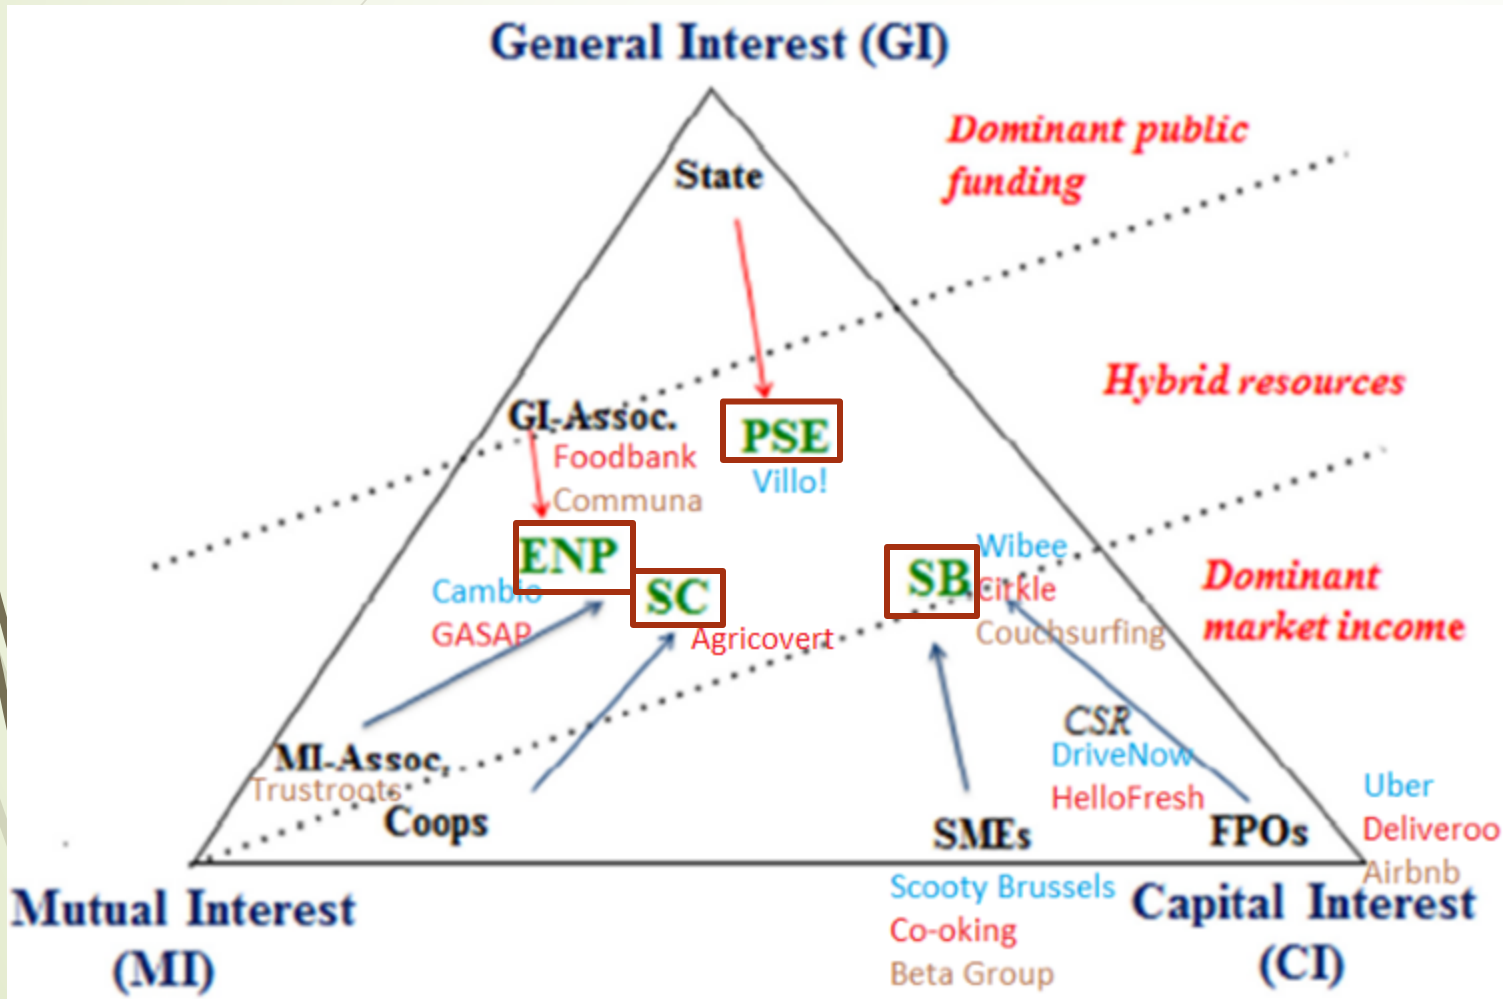 General Interest (GI)
Dominant public
funding
State
Hybrid resources
GI-Assoc.
PSE
Foodbank
Villo!
Communa
ENP
SC
SB
Wibee
Citkle
Couchsurfing
Dominant
market income
Cambio
GASAP
Agricovert
CSR
DriveNow
HelloFresh
MI-Assoc.
Trustroots
Coops
SMEs
FPOs
Uber
Deliveroo
Airbnb
Scooty Brussels
Co-oking
Beta Group
Mutual Interest
(MI)
Capital Interest
(CI)